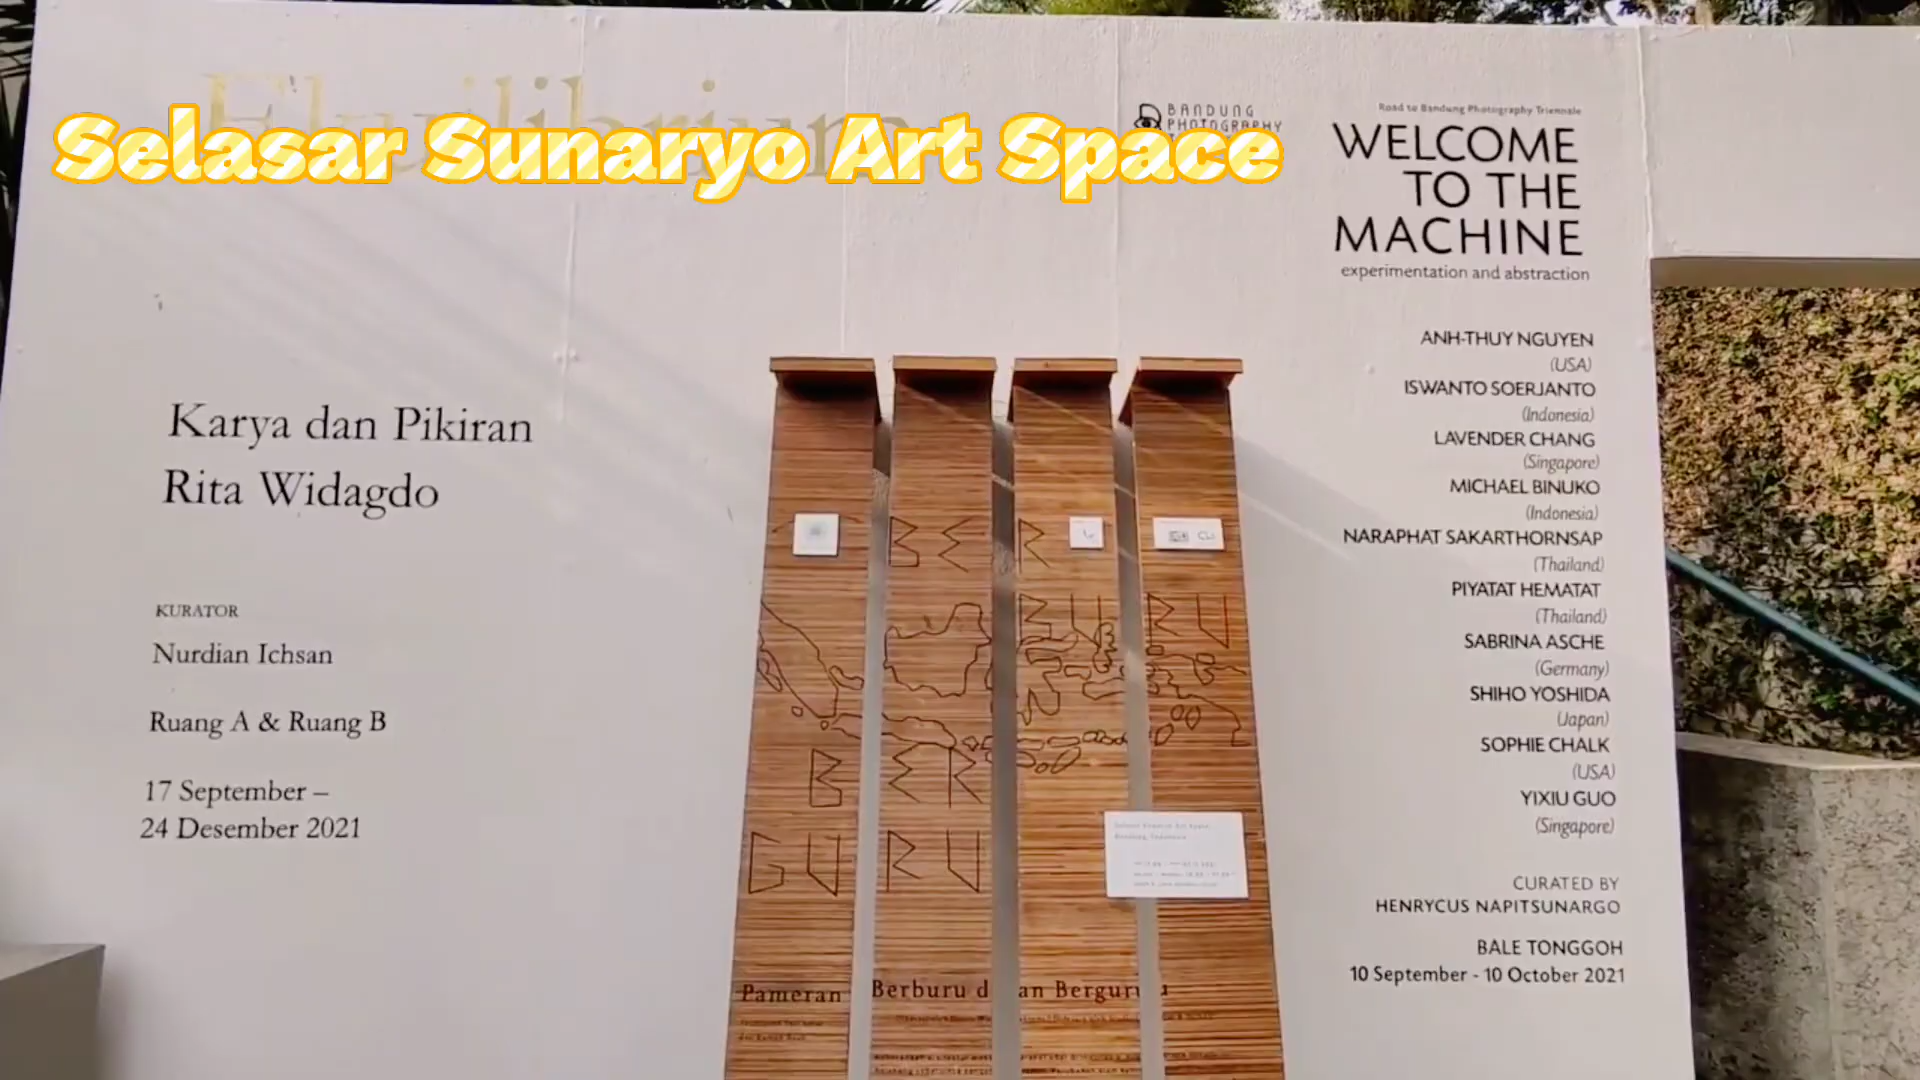 Selasar Sunaryo Art Space
Ekuilibrium
Karya dan Pikiran
Rita Widagdo
KURATOR
Nurdian Ichsan
Ruang A & Ruang B
17 September –
24 Desember 2021
BER
BURU
BER
GURU
Pameran Berburu dan Berguru
BANDUNG
PHOTOGRAPHY
Road to Bandung Photography Triennale
WELCOME
TO THE
MACHINE
experimentation and abstraction
ANH-THUY NGUYEN
(USA)
ISWANTO SOERJANTO
(Indonesia)
LAVENDER CHANG
(Singapore)
MICHAEL BINUKO
(Indonesia)
NARAPHAT SAKARTHORNSAP
(Thailand)
PIYATAT HEMATAT
(Thailand)
SABRINA ASCHE
(Germany)
SHIHO YOSHIDA
(Japan)
SOPHIE CHALK
(USA)
YIXIU GUO
(Singapore)
CURATED BY
HENRYCUS NAPITSUNARGO
BALE TONGGOH
10 September - 10 October 2021